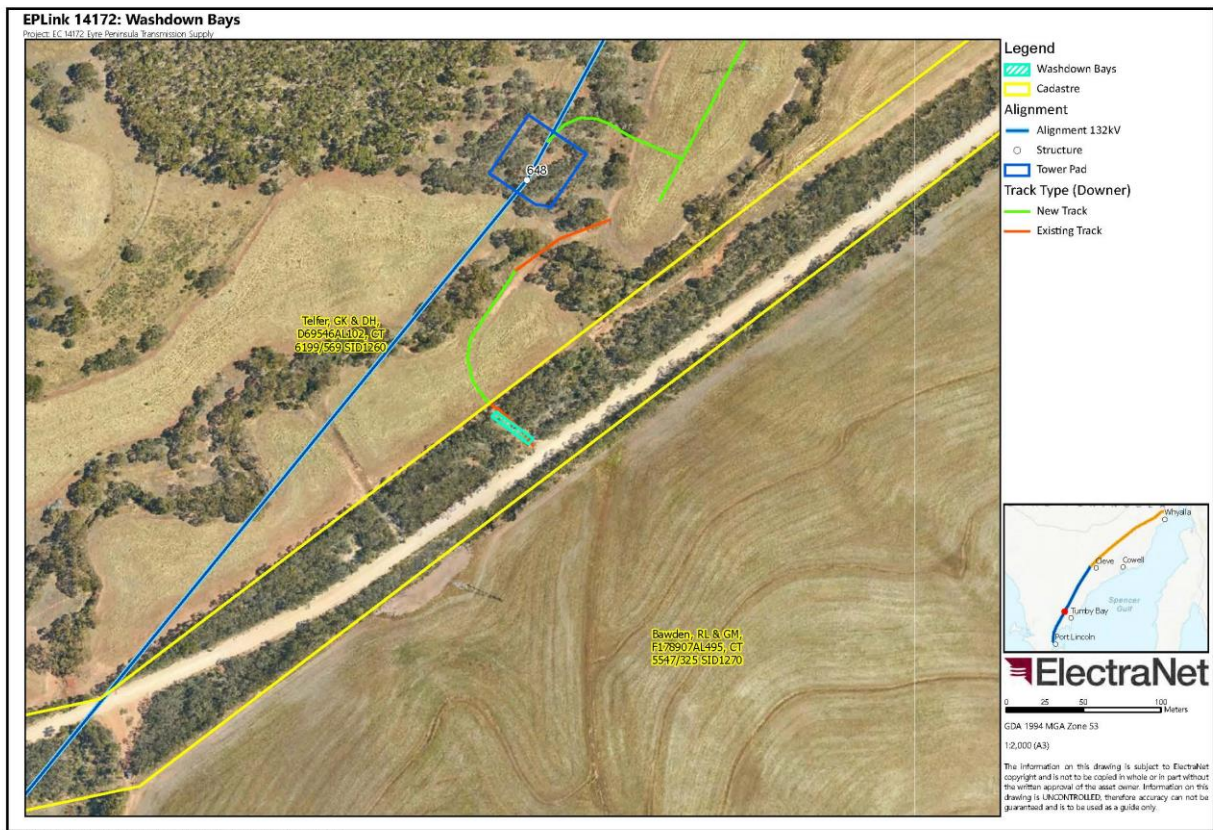 EPLink 14172: Washdown Bays
Project: EC 14172 Eyre Peninsula Transmission Supply
648
Telfer, GK & DH,
D69546AL102, CT
6199/569 SID1260
Bawden, RL & GM,
F178907AL495, CT
5547/325 SID1270
Legend
Washdown Bays
Cadastre
Alignment
Alignment 132kV
Structure
Tower Pad
Track Type (Downer)
New Track
Existing Track
Whyalla
Cleve
Cowell
Spencer
Gulf
Tumby Bay
Port Lincoln
ElectraNet
0 25 50 100
Meters
GDA 1994 MGA Zone 53
1:2,000 (A3)
The information on this drawing is subject to ElectraNet
copyright and is not to be copied in whole or in part without
the written approval of the asset owner. Information on this
drawing is UNCONTROLLED, therefore accuracy can not be
guaranteed and is to be used as a guide only.